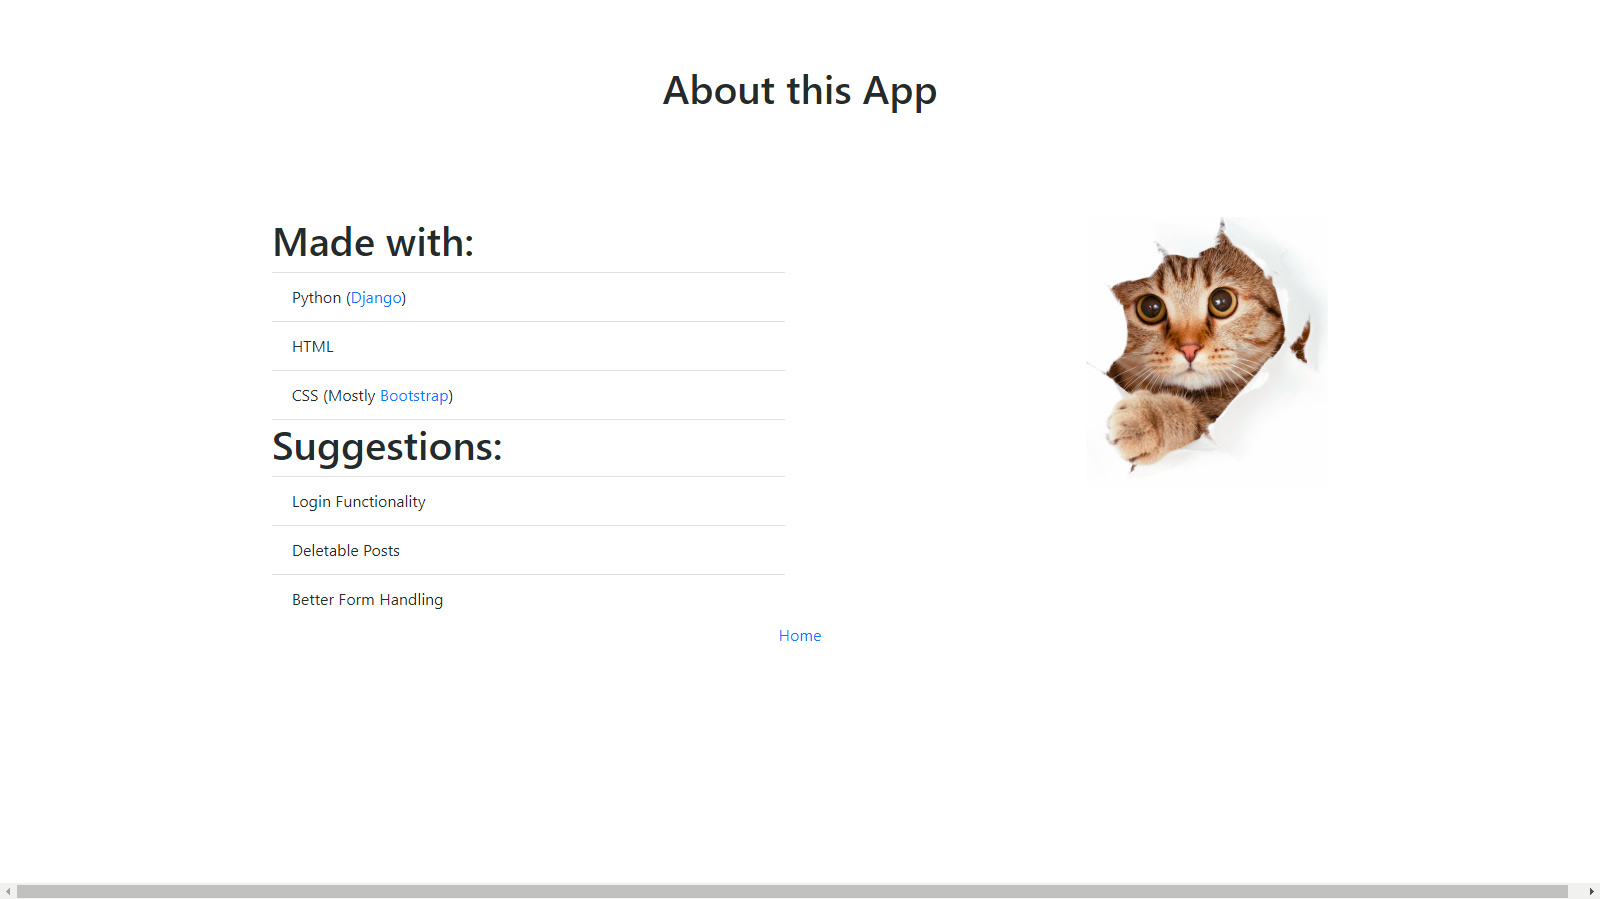 About this App
Made with:
Python (Django)
HTML
CSS (Mostly Bootstrap)
Suggestions:
Login Functionality
Deletable Posts
Better Form Handling
Home